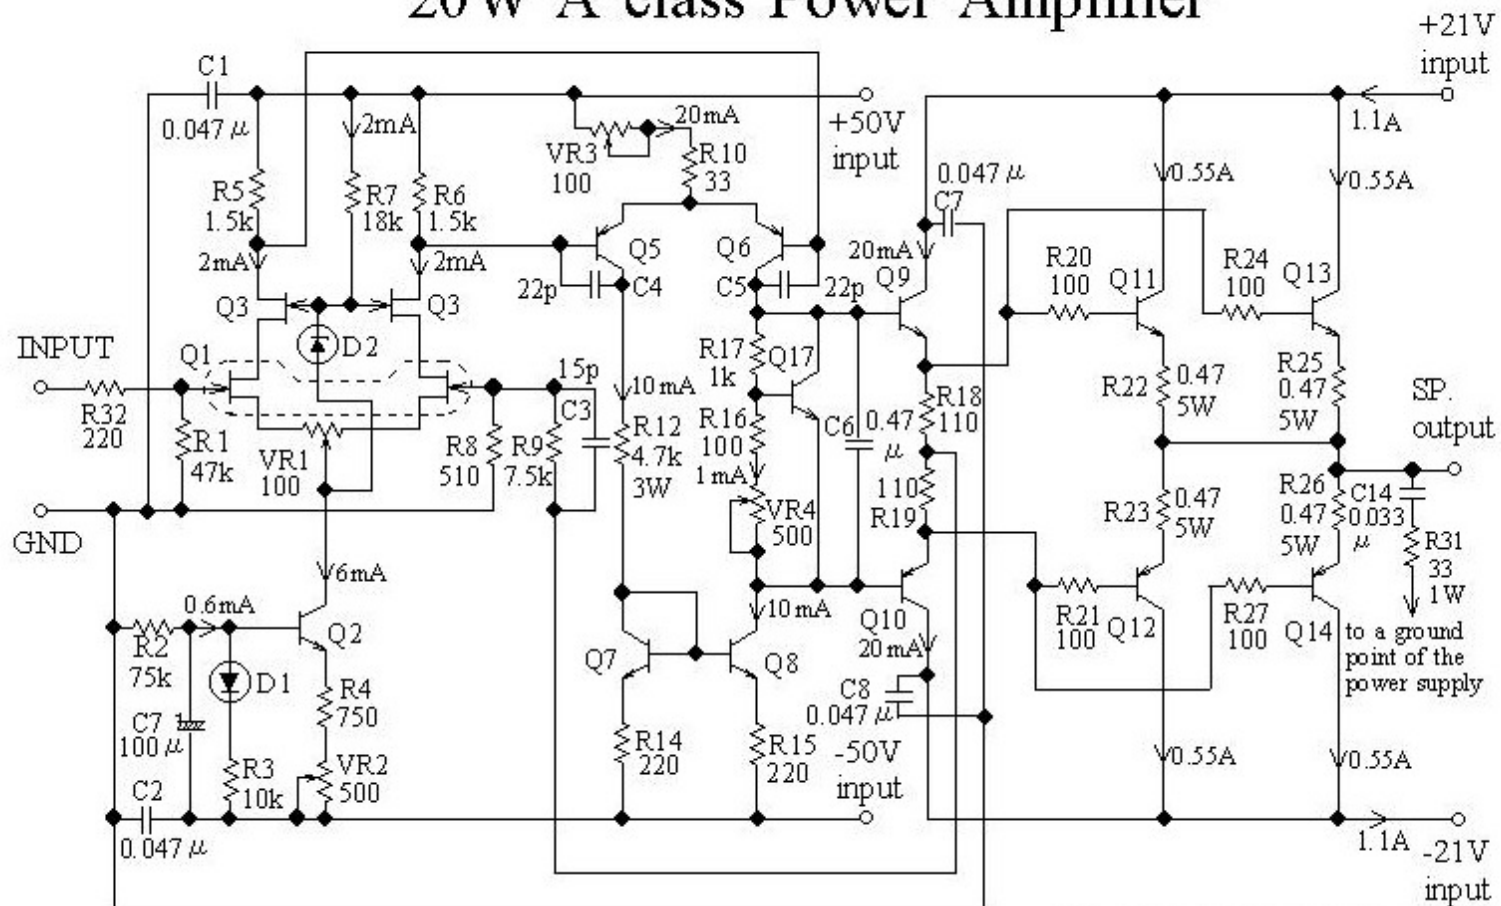 20W A class Power Amplifier
+21V
input
C1
0.047μ
2mA
20mA
VR3
100
R10
33
+50V
input
1.1A
R5
1.5k
R7
18k
R6
1.5k
0.047μ
C7
0.55A
0.55A
2mA
2mA
Q5
Q6
20mA
Q9
R20
100
Q11
R24
100
Q13
22p
C4
C5
22p
Q3
Q3
D2
INPUT
Q1
15p
C3
R17
1k
Q17
10mA
R18
110
R22
0.47
5W
R25
0.47
5W
SP.
output
R32
220
R1
47k
VR1
100
R8
510
R9
7.5k
R12
4.7k
3W
R16
100
1mA
C6
0.47
μ
VR4
500
110
R19
R23
0.47
5W
R26
0.47
5W
C14
0.033
μ
R31
33
1W
GND
6mA
0.6mA
R2
75k
Q2
10mA
Q10
20mA
R21
100
Q12
R27
100
Q14
to a ground
point of the
power supply
D1
R4
750
Q7
Q8
C8
0.047μ
C7
100μ
R3
10k
VR2
500
R14
220
R15
220
-50V
input
0.55A
0.55A
C2
0.047μ
1.1A
-21V
input